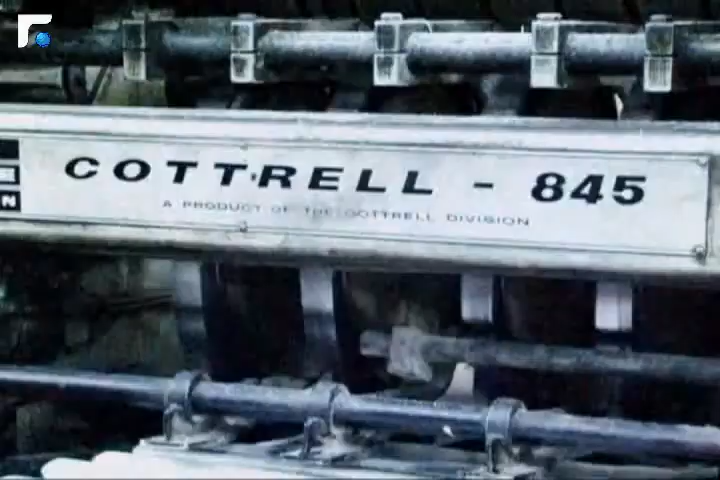 COTTRELL - 845
A PRODUCT OF THE COTTRELL DIVISION